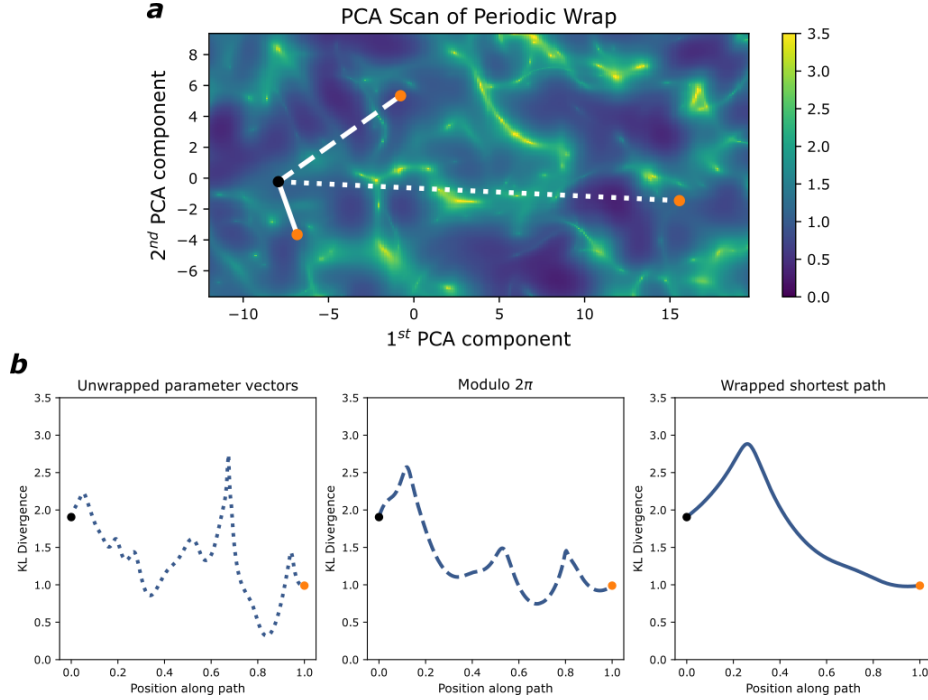 a
PCA Scan of Periodic Wrap
8
6
4
2
0
−2
−4
−6
2nd PCA component
−10 −5 0 5 10 15
1st PCA component
3.5
3.0
2.5
2.0
1.5
1.0
0.5
0.0
b
Unwrapped parameter vectors
3.5
3.0
2.5
2.0
1.5
1.0
0.5
0.0
KL Divergence
0.0 0.2 0.4 0.6 0.8 1.0
Position along path
Modulo 2π
3.5
3.0
2.5
2.0
1.5
1.0
0.5
0.0
KL Divergence
0.0 0.2 0.4 0.6 0.8 1.0
Position along path
Wrapped shortest path
3.5
3.0
2.5
2.0
1.5
1.0
0.5
0.0
KL Divergence
0.0 0.2 0.4 0.6 0.8 1.0
Position along path